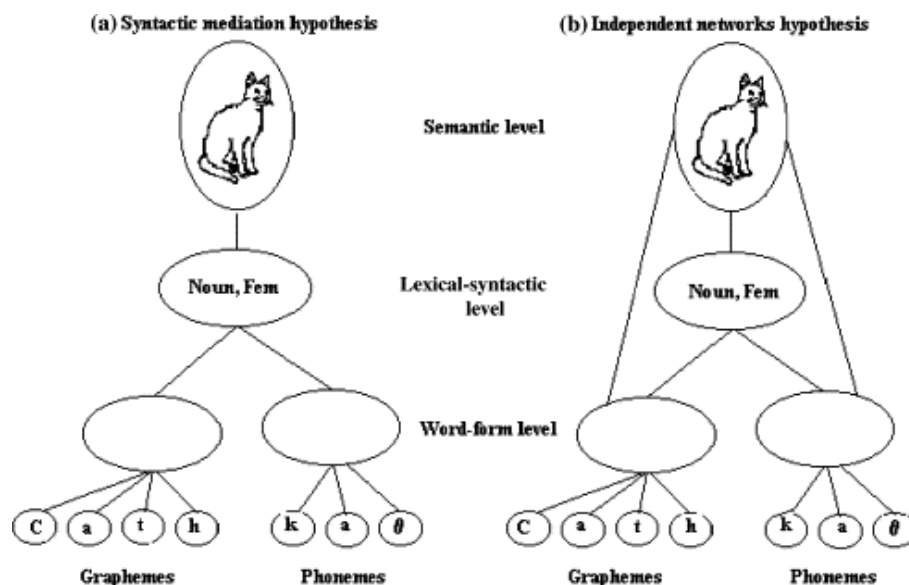 (a) Syntactic mediation hypothesis
(b) Independent networks hypothesis
Semantic level
Noun, Fem
Lexical-syntactic
level
Noun, Fem
Word-form level
C a t h k a θ
C a t h k a θ
Graphemes Phonemes
Graphemes Phonemes